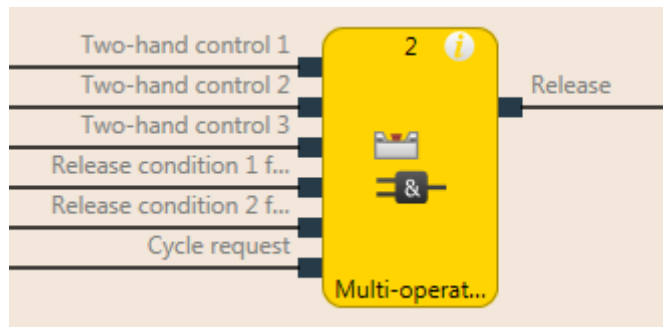 Two-hand control 1
Two-hand control 2
Two-hand control 3
Release condition 1 f...
Release condition 2 f...
Cycle request
2 i
&
Multi-operat...
Release